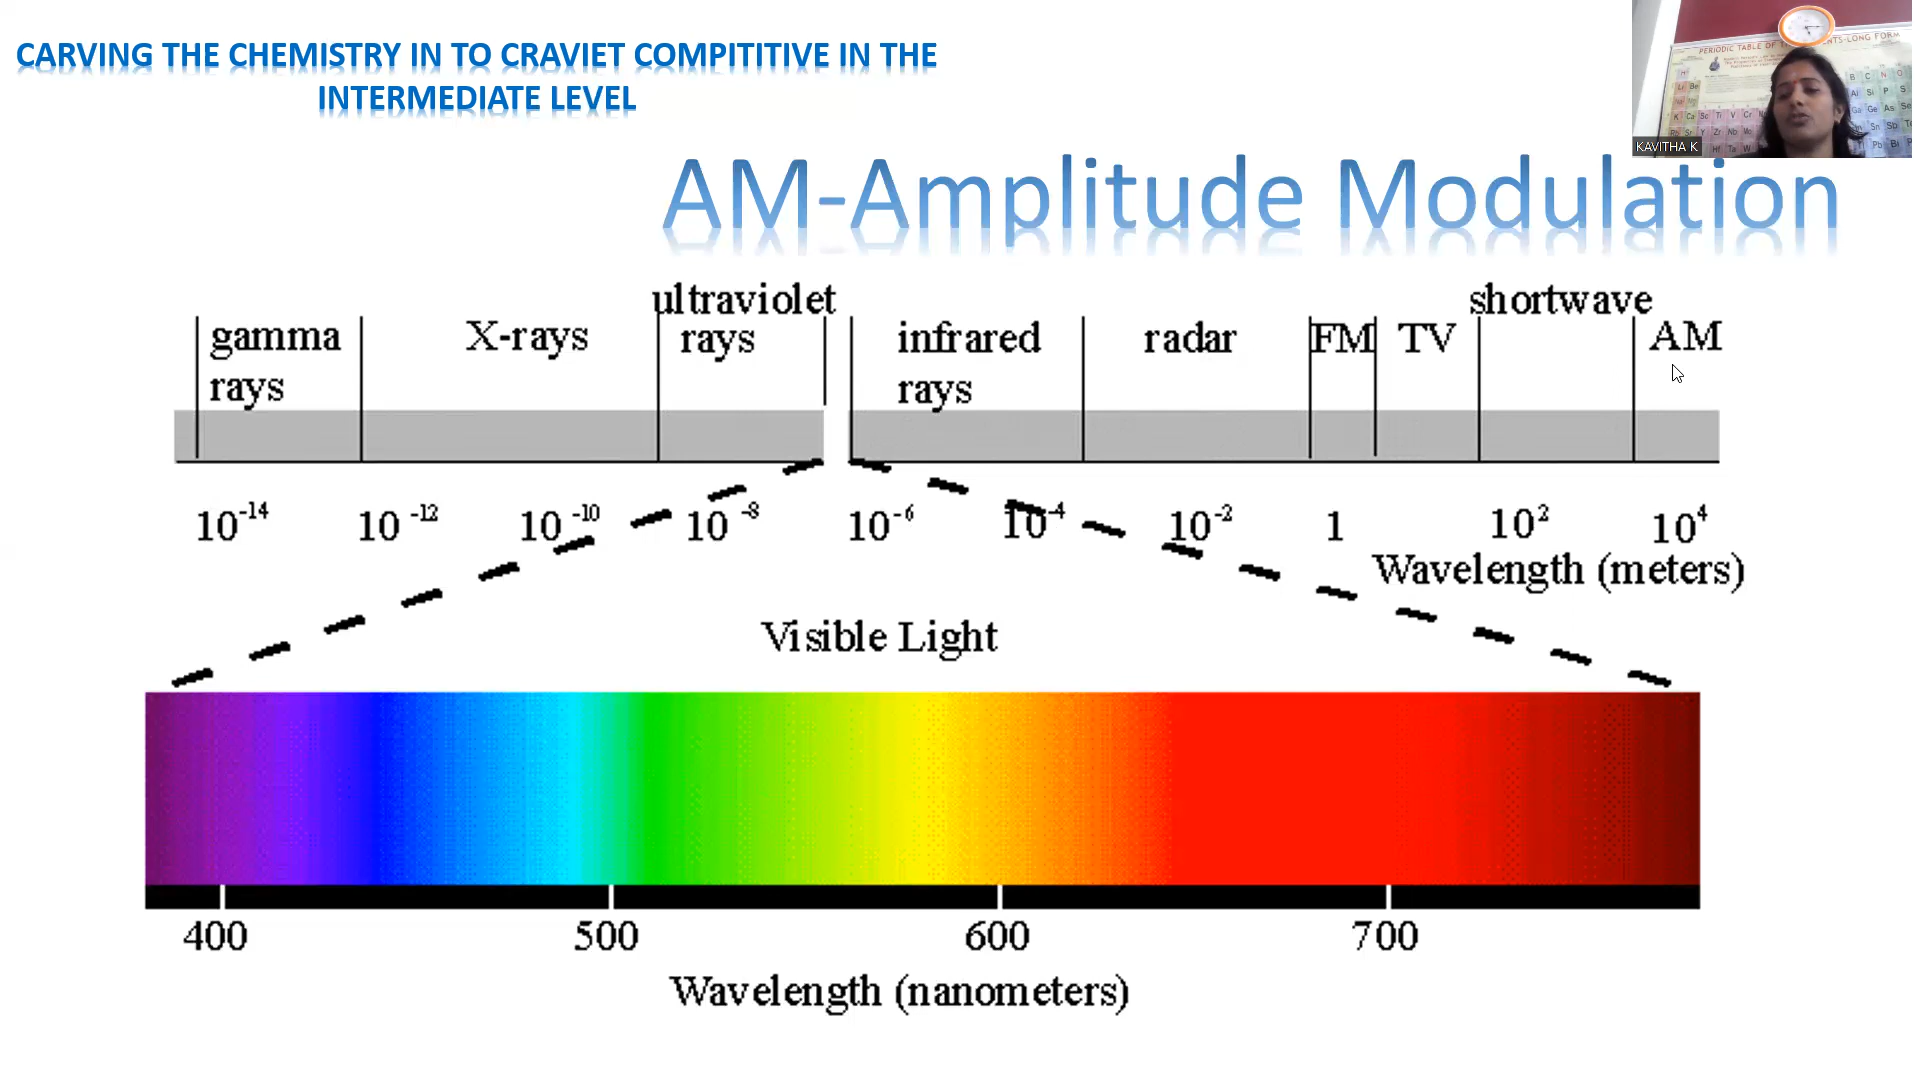 CARVING THE CHEMISTRY IN TO CRAVIET COMPITITIVE IN THE
INTERMEDIATE LEVEL
KAVITHA K
AM-Amplitude Modulation
gamma rays
X-rays
ultraviolet rays
infrared rays
radar
FM
TV
shortwave
AM
10⁻¹⁴ 10⁻¹² 10⁻¹⁰ 10⁻⁸ 10⁻⁶ 10⁻⁴ 10⁻² 1 10² 10⁴
Wavelength (meters)
Visible Light
400 500 600 700
Wavelength (nanometers)